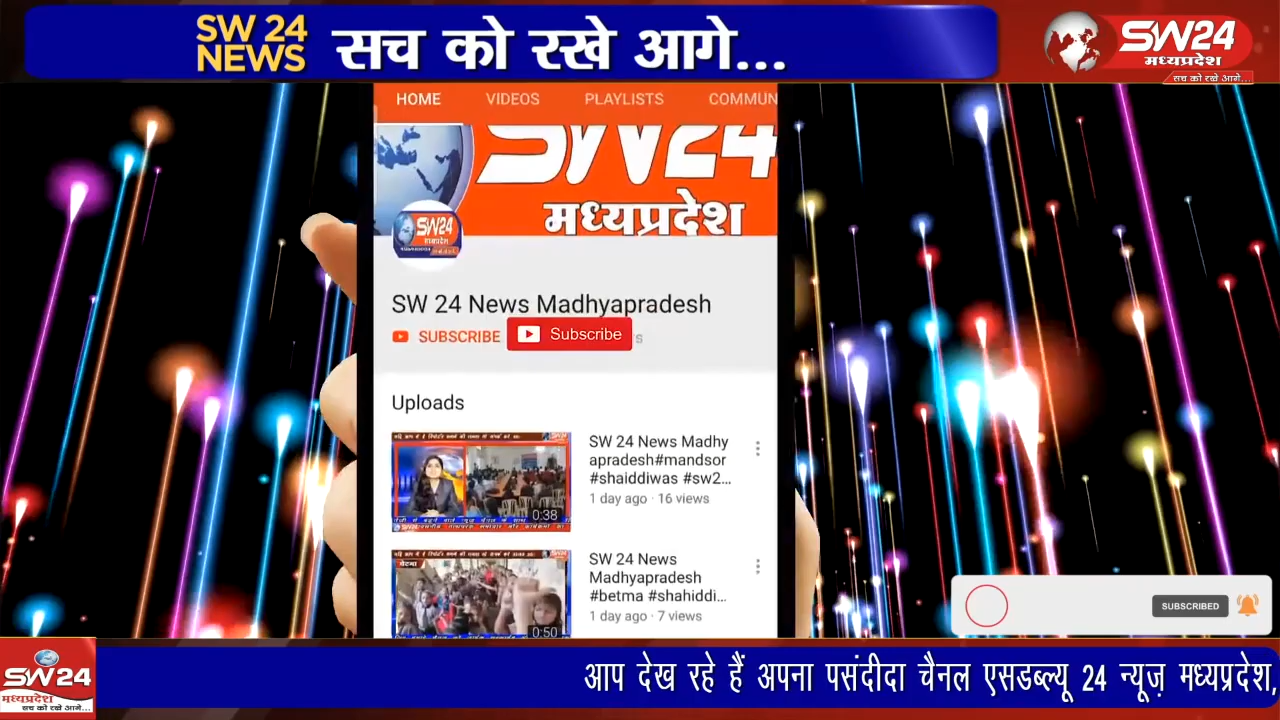 SW 24
NEWS
सच को रखे आगे...
SW24
मध्यप्रदेश
सच को रखे आगे...
HOME VIDEOS PLAYLISTS COMMUN
SW24
मध्यप्रदेश
SW24
SW 24 News Madhyapradesh
SUBSCRIBE
Subscribe
s
Uploads
SW 24 News Madhy
apradesh#mandsor
#shaiddiwas #sw2...
1 day ago · 16 views
0:38
SW 24 News
Madhyapradesh
#betma #shahiddi...
1 day ago · 7 views
बेटमा
0:50
SUBSCRIBED
SW24
मध्यप्रदेश
सच को रखे आगे...
आप देख रहे हैं अपना पसंदीदा चैनल एसडब्ल्यू 24 न्यूज़ मध्यप्रदेश,